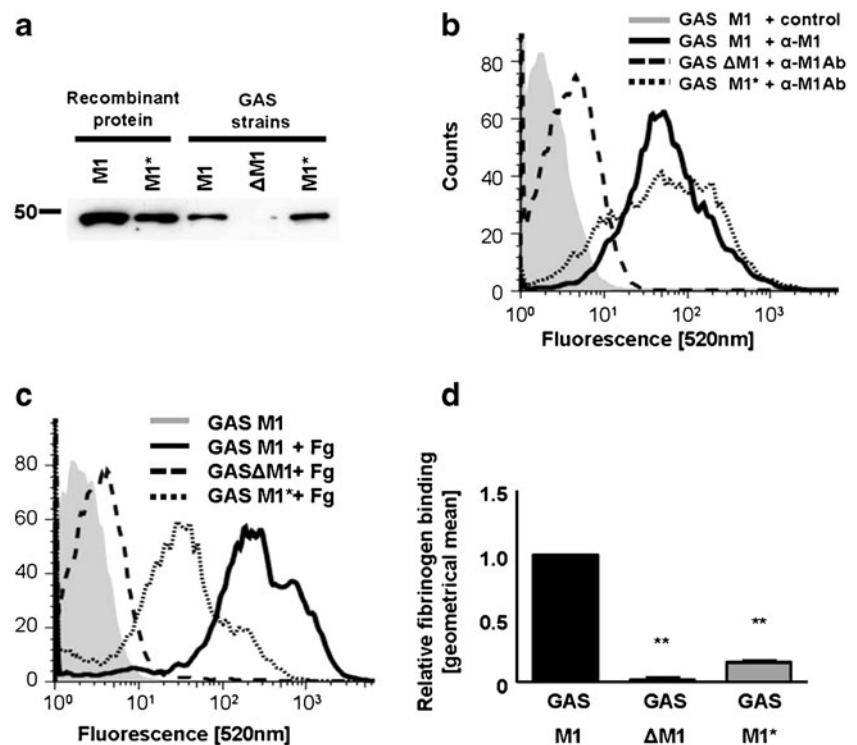 a
Recombinant protein
GAS strains
M1
M1*
M1
ΔM1
M1*
50
b
GAS M1 + control
GAS M1 + α-M1
GAS ΔM1 + α-M1Ab
GAS M1* + α-M1Ab
Counts
80
60
40
20
0
10⁰
10¹
10²
10³
Fluorescence [520nm]
c
GAS M1
GAS M1 + Fg
GASΔM1+ Fg
GAS M1*+ Fg
80
60
40
20
0
10⁰
10¹
10²
10³
Fluorescence [520nm]
d
Relative fibrinogen binding
[geometrical mean]
1.5
1.0
0.5
0
**
**
GAS
GAS
GAS
M1
ΔM1
M1*